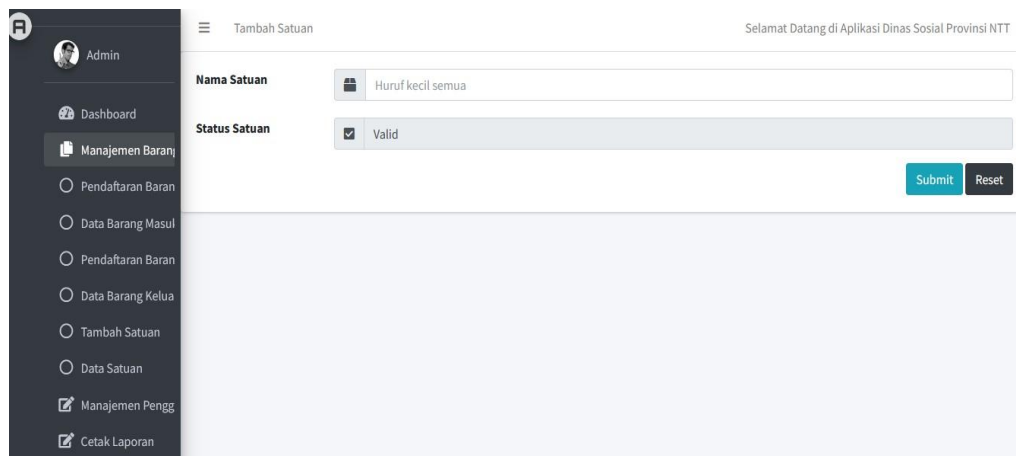 A
Admin
Dashboard
Manajemen Barang
Pendaftaran Baran
Data Barang Masuk
Pendaftaran Baran
Data Barang Kelua
Tambah Satuan
Data Satuan
Manajemen Pengg
Cetak Laporan
Tambah Satuan
Selamat Datang di Aplikasi Dinas Sosial Provinsi NTT
Nama Satuan
Huruf kecil semua
Status Satuan
Valid
Submit
Reset